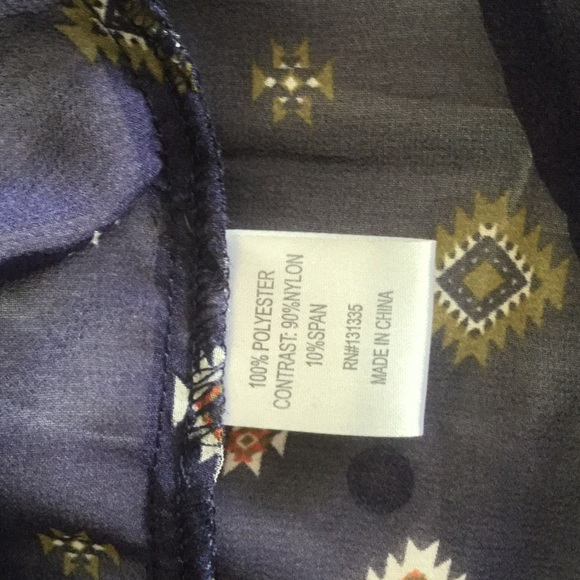 100% POLYESTER
CONTRAST: 90%NYLON
10%SPAN
RN#131335
MADE IN CHINA